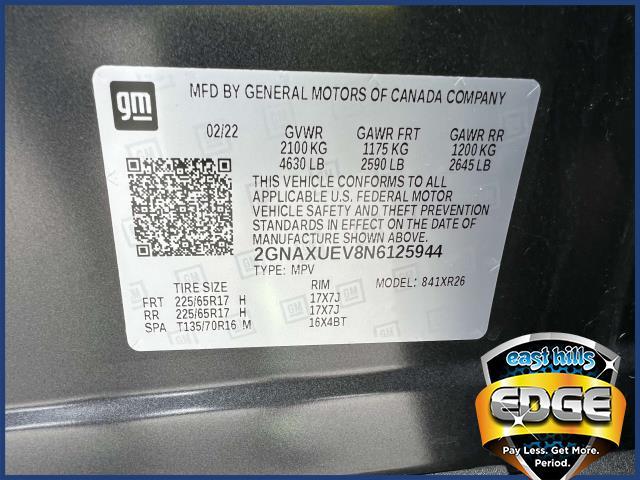 gm
MFD BY GENERAL MOTORS OF CANADA COMPANY
02/22 GVWR GAWR FRT GAWR RR
2100 KG 1175 KG 1200 KG
4630 LB 2590 LB 2645 LB
THIS VEHICLE CONFORMS TO ALL
APPLICABLE U.S. FEDERAL MOTOR
VEHICLE SAFETY AND THEFT PREVENTION
STANDARDS IN EFFECT ON THE DATE OF
MANUFACTURE SHOWN ABOVE.
2GNAXUEV8N6125944
TYPE: MPV MODEL: 841XR26
TIRE SIZE RIM
FRT 225/65R17 H 17X7J
RR 225/65R17 H 17X7J
SPA T135/70R16 M 16X4BT
east hills
EDGE
Pay Less. Get More.
Period.